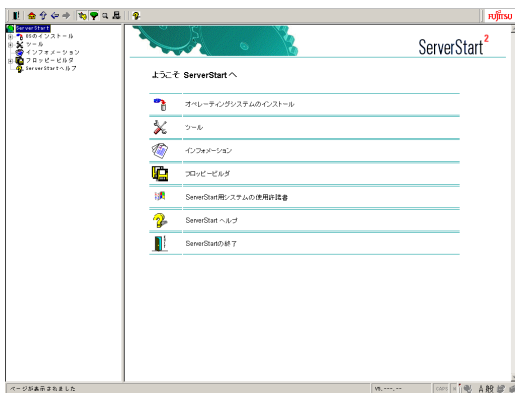 FUJITSU
ServerStart
OSのインストール
ツール
インフォメーション
フロッピービルダ
ServerStartヘルプ
ServerStart2
ようこそ ServerStart へ
オペレーティングシステムのインストール
ツール
インフォメーション
フロッピービルダ
ServerStart用システムの使用許諾書
ServerStart ヘルプ
ServerStartの終了
ページが表示されました
V5.---.--
CAPS
A 般